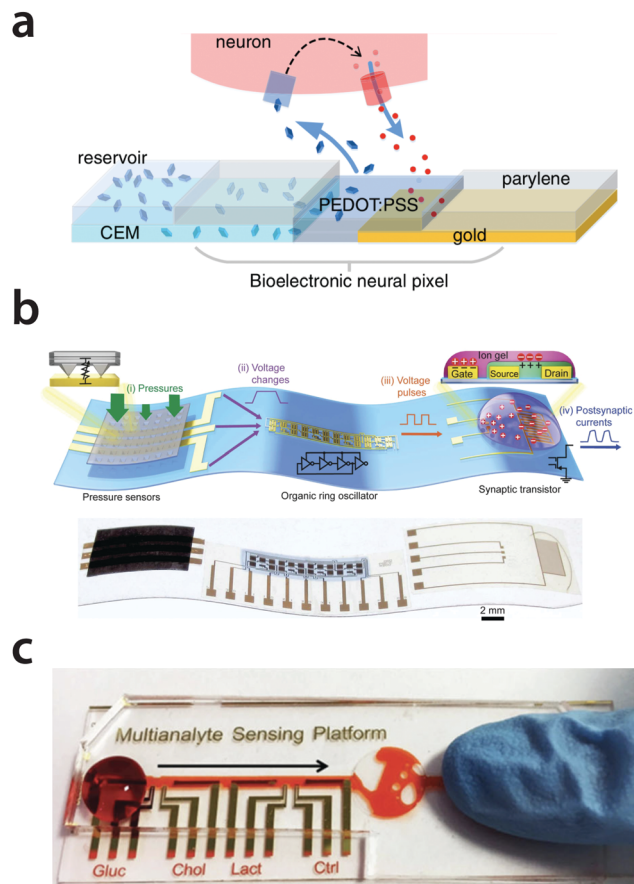 a
neuron
reservoir
parylene
PEDOT:PSS
CEM
gold
Bioelectronic neural pixel
b
(i) Pressures
(ii) Voltage
changes
(iii) Voltage
pulses
Ion gel
Gate
Source
Drain
(iv) Postsynaptic
currents
Pressure sensors
Organic ring oscillator
Synaptic transistor
2 mm
c
Multianalyte Sensing Platform
Gluc
Chol
Lact
Ctrl